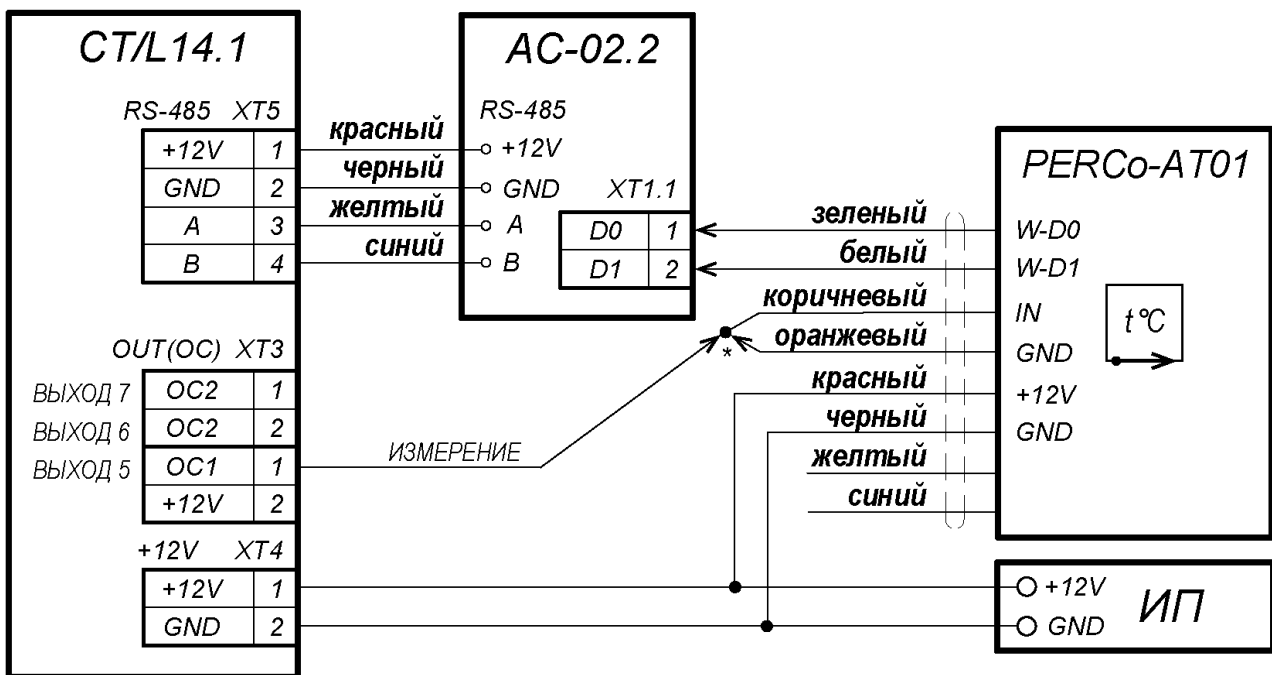 CT/L14.1
RS-485 XT5
+12V 1
GND 2
A 3
B 4
OUT(OC) XT3
ВЫХОД 7 OC2 1
ВЫХОД 6 OC2 2
ВЫХОД 5 OC1 1
+12V 2
+12V XT4
+12V 1
GND 2
красный
черный
желтый
синий
AC-02.2
RS-485
+12V
GND
A
B
XT1.1
D0 1
D1 2
ИЗМЕРЕНИЕ
*
зеленый
белый
коричневый
оранжевый
красный
черный
желтый
синий
PERCo-AT01
W-D0
W-D1
IN
GND
+12V
GND
t°C
+12V
GND
ИП